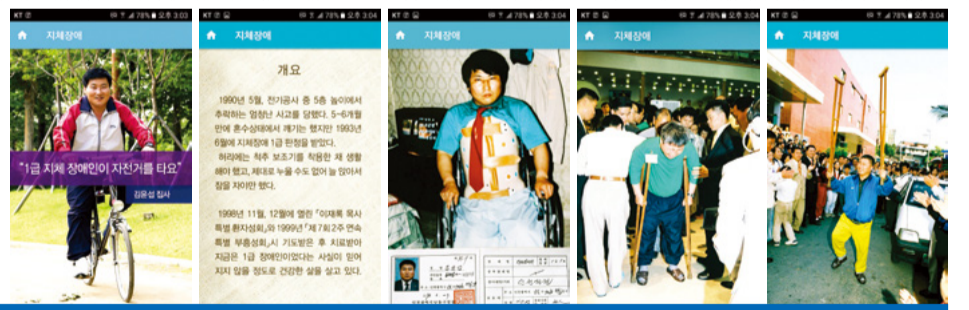 KT 78% 오후 3:03
지체장애
"1급 지체 장애인이 자전거를 타요"
김윤섭 집사
KT 78% 오후 3:04
지체장애
개요
1990년 5월, 전기공사 중 5층 높이에서
추락하는 엄청난 사고를 당했다. 5~6개월
만에 혼수상태에서 깨기는 했지만 1993년
6월에 지체장애 1급 판정을 받았다.
허리에는 척추 보조기를 착용한 채 생활
해야 했고, 제대로 누울 수도 없어 늘 앉아서
잠을 자야만 했다.
1998년 11월, 12월에 열린 「이재록 목사
특별 환자성회」와 1999년 「제7회 2주 연속
특별 부흥성회」시 기도받은 후 치료받아
지금은 1급 장애인이었다는 사실이 믿어
지지 않을 정도로 건강한 삶을 살고 있다.
KT 78% 오후 3:04
지체장애
KT 78% 오후 3:04
지체장애
KT 78% 오후 3:04
지체장애